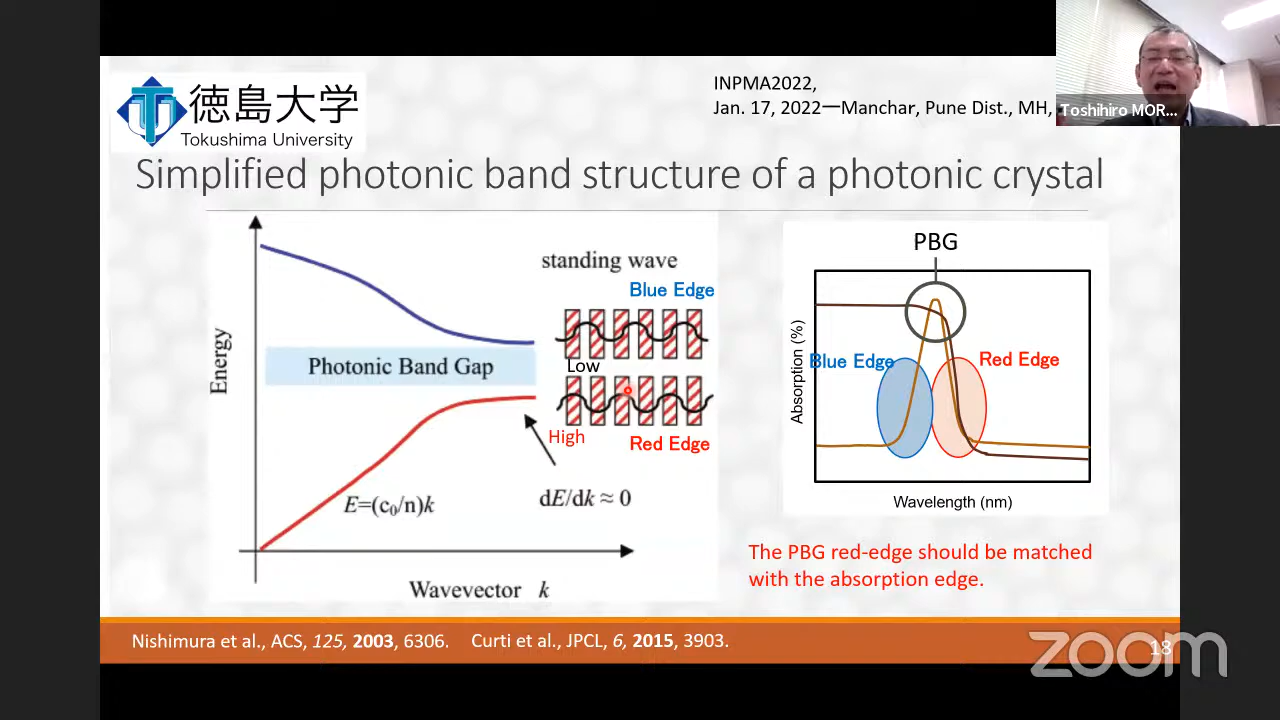 徳島大学
Tokushima University
INPMA2022,
Jan. 17, 2022—Manchar, Pune Dist., MH,
Toshihiro MOR...
Simplified photonic band structure of a photonic crystal
Energy
Photonic Band Gap
E=(c₀/n)k
dE/dk ≈ 0
Wavevector k
standing wave
Blue Edge
Low
High
Red Edge
PBG
Absorption (%)
Blue Edge
Red Edge
Wavelength (nm)
The PBG red-edge should be matched
with the absorption edge.
Nishimura et al., ACS, 125, 2003, 6306. Curti et al., JPCL, 6, 2015, 3903.
18
zoom